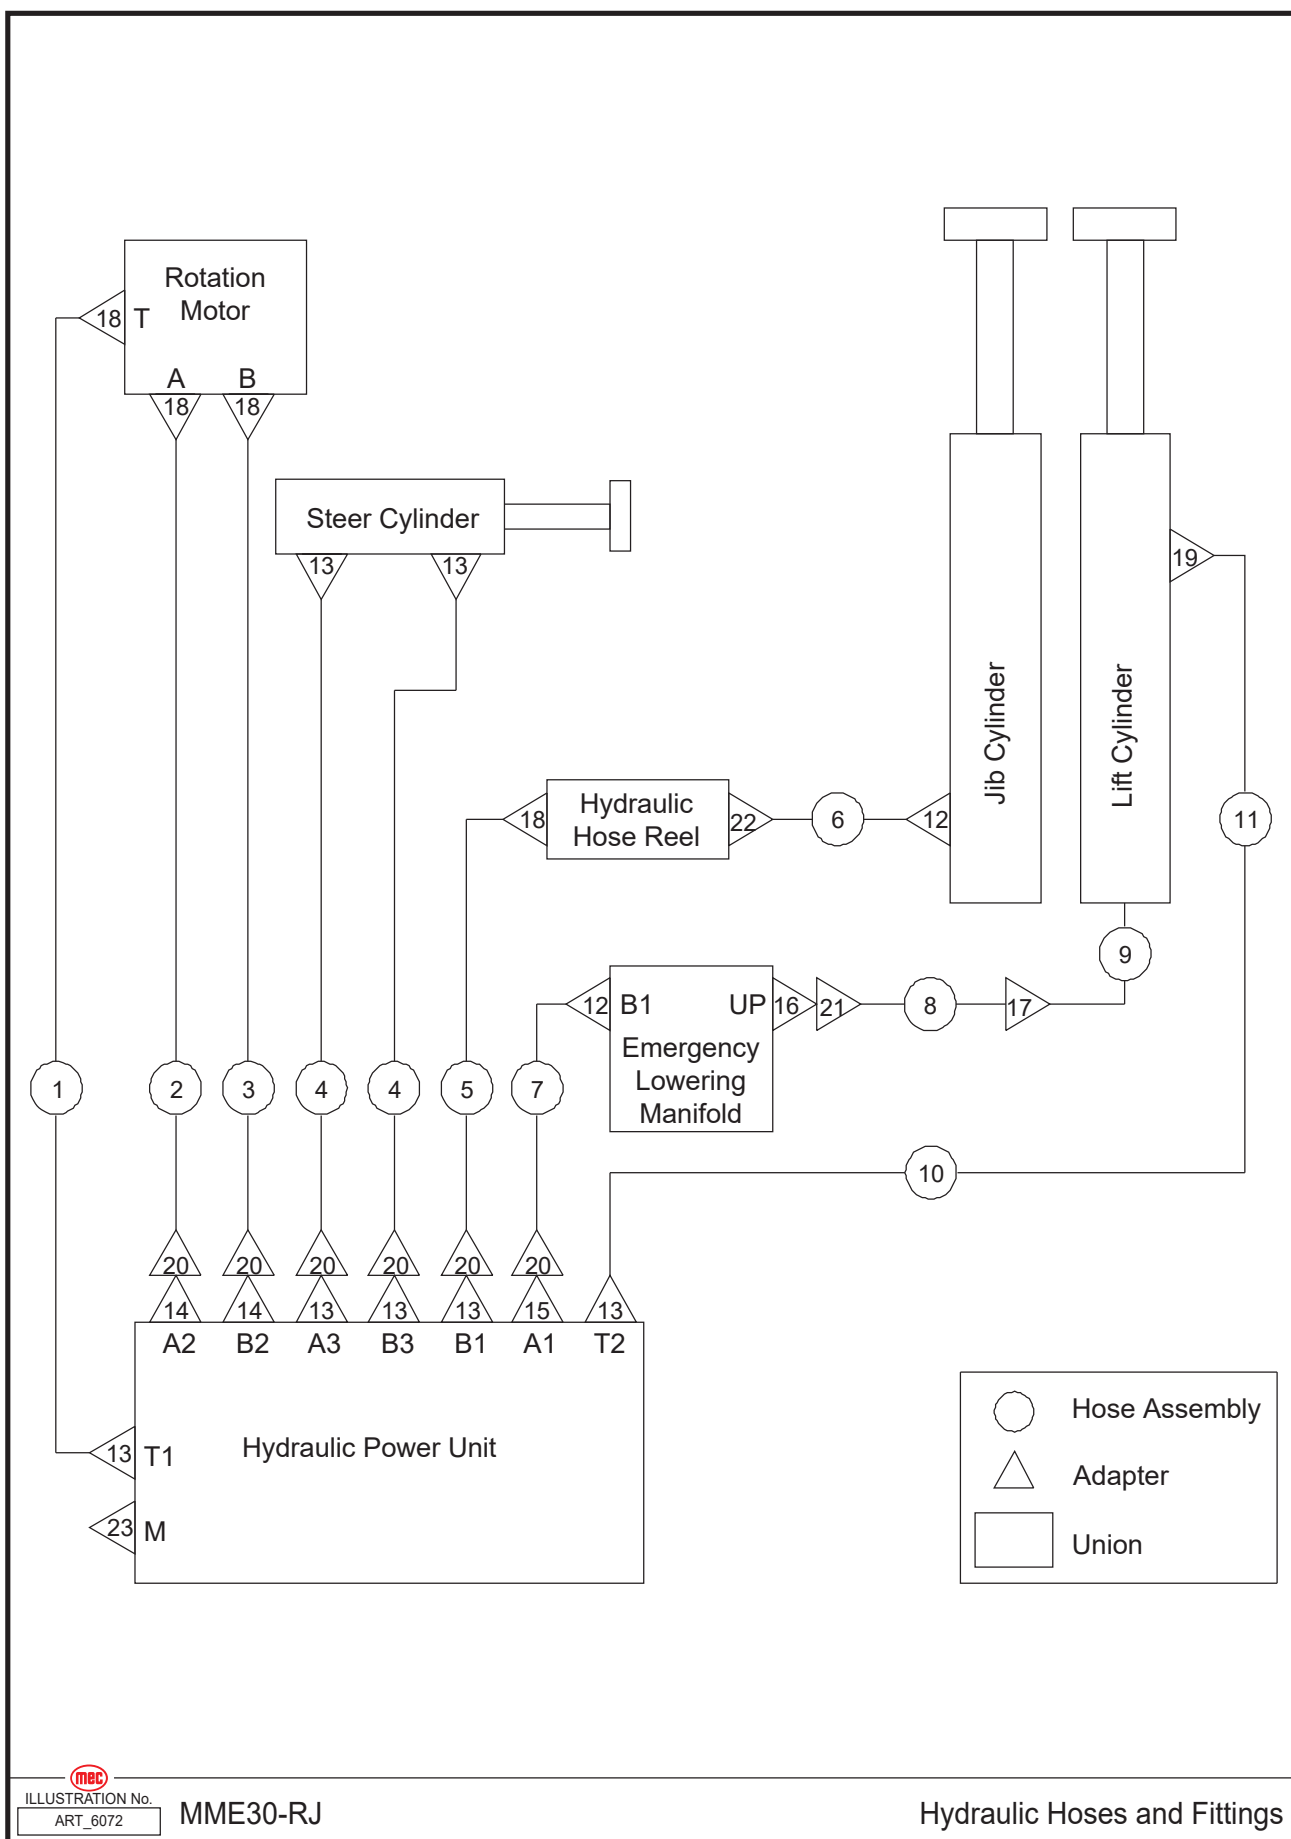 Rotation
Motor
18 T
A B
18 18
Steer Cylinder
13 13
19
Jib Cylinder
Lift Cylinder
Hydraulic
Hose Reel
18 22 6 12 11
9
12 B1 UP 16 21 8 17
Emergency
Lowering
Manifold
1 2 3 4 4 5 7
10
20 20 20 20 20 20
14 14 13 13 13 15 13
A2 B2 A3 B3 B1 A1 T2
13 T1 Hydraulic Power Unit
23 M
Hose Assembly
Adapter
Union
mec
ILLUSTRATION No.
ART_6072
MME30-RJ
Hydraulic Hoses and Fittings